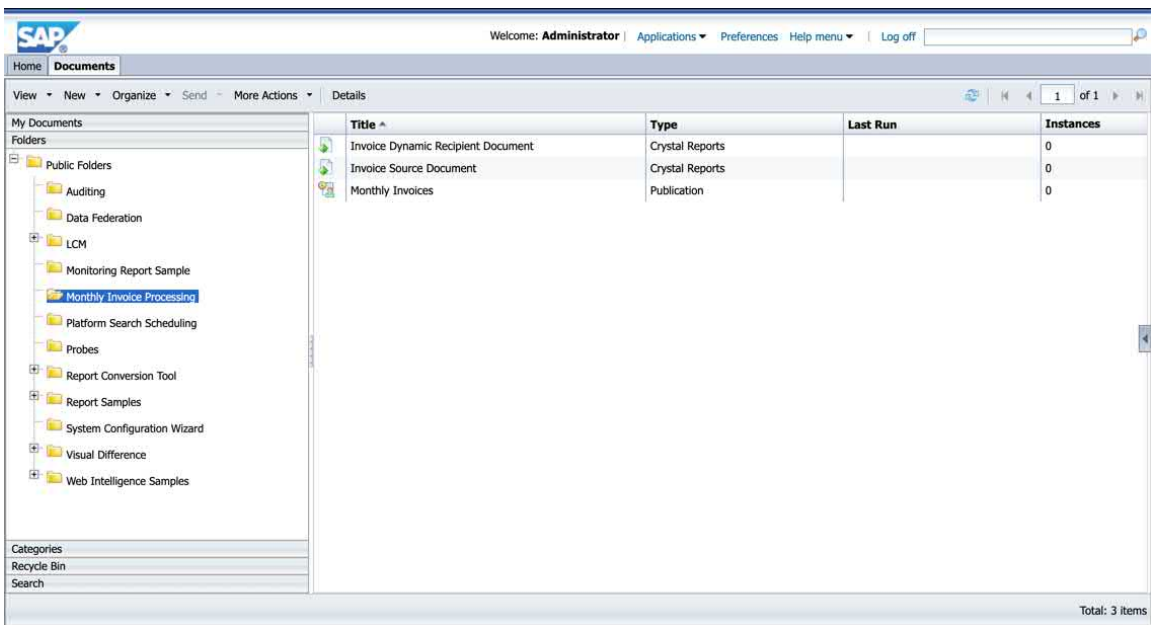 SAP®
Welcome: Administrator | Applications Preferences Help menu | Log off
Home Documents
View New Organize Send More Actions Details 1 of 1
My Documents
Folders
Public Folders
Auditing
Data Federation
LCM
Monitoring Report Sample
Monthly Invoice Processing
Platform Search Scheduling
Probes
Report Conversion Tool
Report Samples
System Configuration Wizard
Visual Difference
Web Intelligence Samples
Categories
Recycle Bin
Search
Title Type Last Run Instances
Invoice Dynamic Recipient Document Crystal Reports 0
Invoice Source Document Crystal Reports 0
Monthly Invoices Publication 0
Total: 3 items